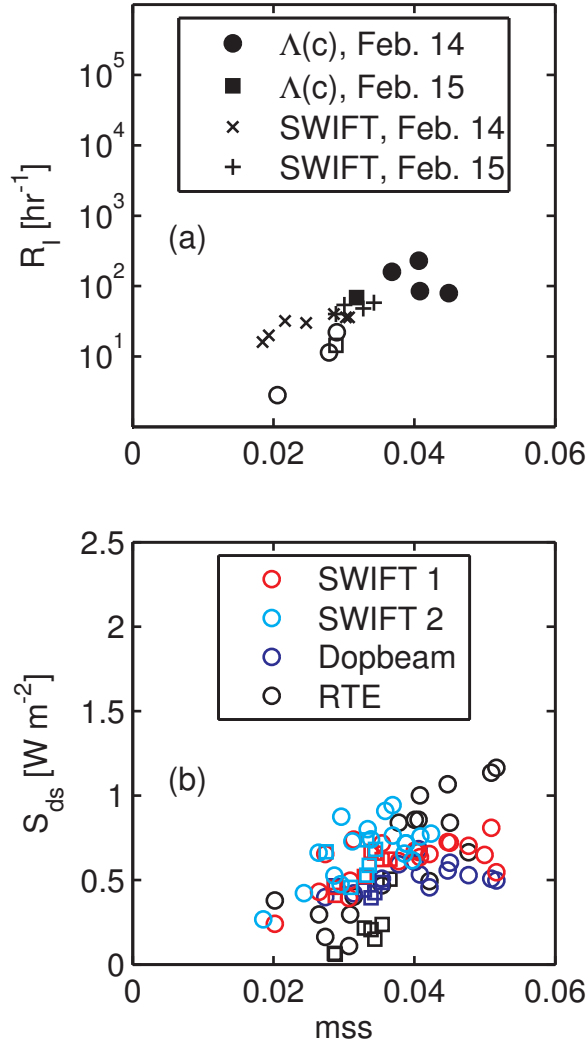 Λ(c), Feb. 14
Λ(c), Feb. 15
SWIFT, Feb. 14
SWIFT, Feb. 15
10^5
10^4
10^3
10^2
10^1
R_l [hr^-1]
(a)
0 0.02 0.04 0.06
2.5
2
1.5
1
0.5
0
SWIFT 1
SWIFT 2
Dopbeam
RTE
S_ds [W m^-2]
(b)
0 0.02 0.04 0.06
mss